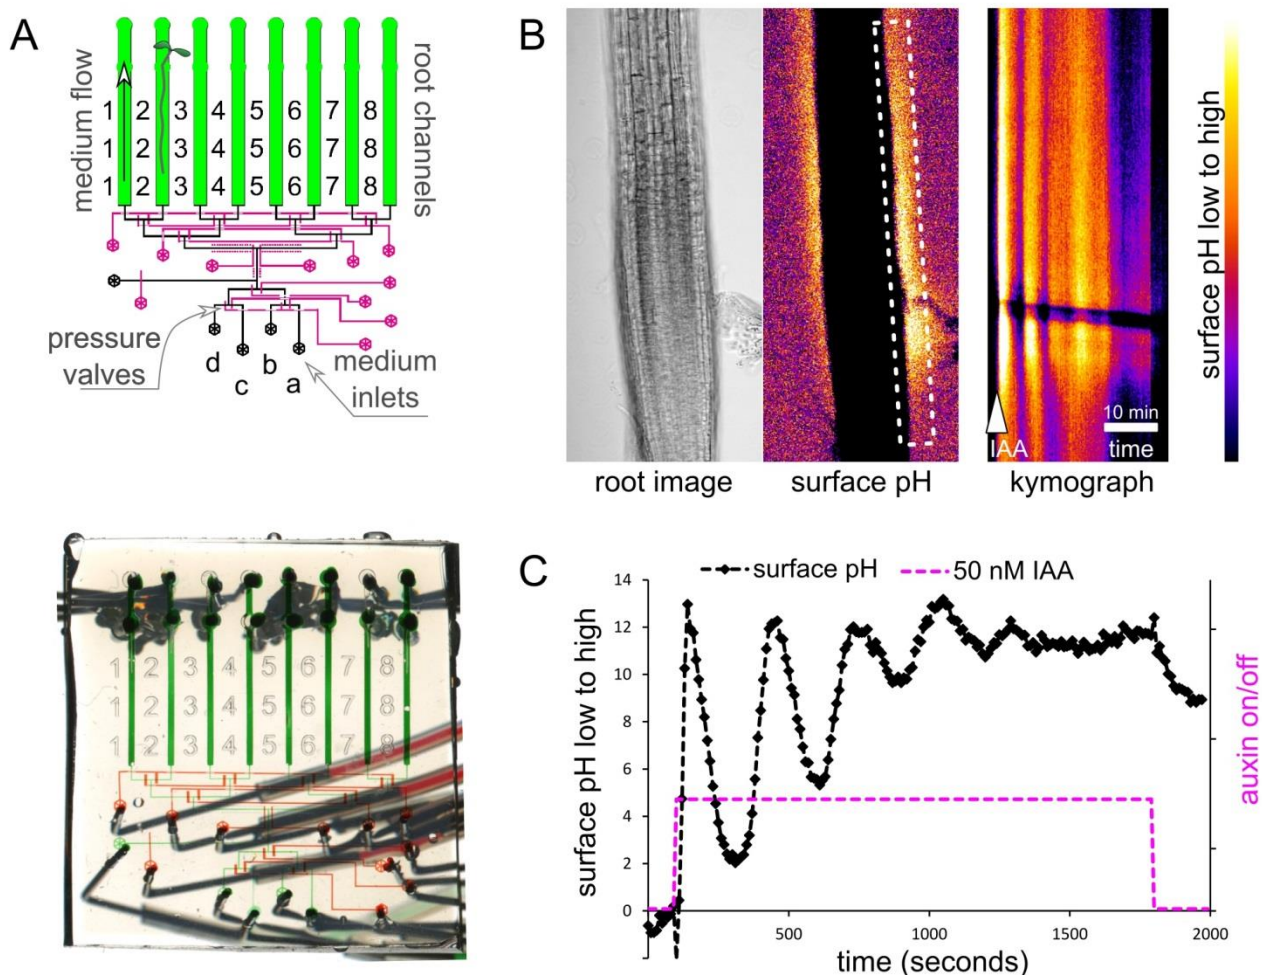 A
medium flow
root channels
1 2 3 4 5 6 7 8
1 2 3 4 5 6 7 8
1 2 3 4 5 6 7 8
pressure
valves
d
c
b
a
medium
inlets
B
IAA
10 min
time
surface pH low to high
root image
surface pH
kymograph
1 2 3 4 5 6 7 8
1 2 3 4 5 6 7 8
1 2 3 4 5 6 7 8
C
surface pH
50 nM IAA
surface pH low to high
14
12
10
8
6
4
2
0
500
1000
1500
2000
time (seconds)
auxin on/off